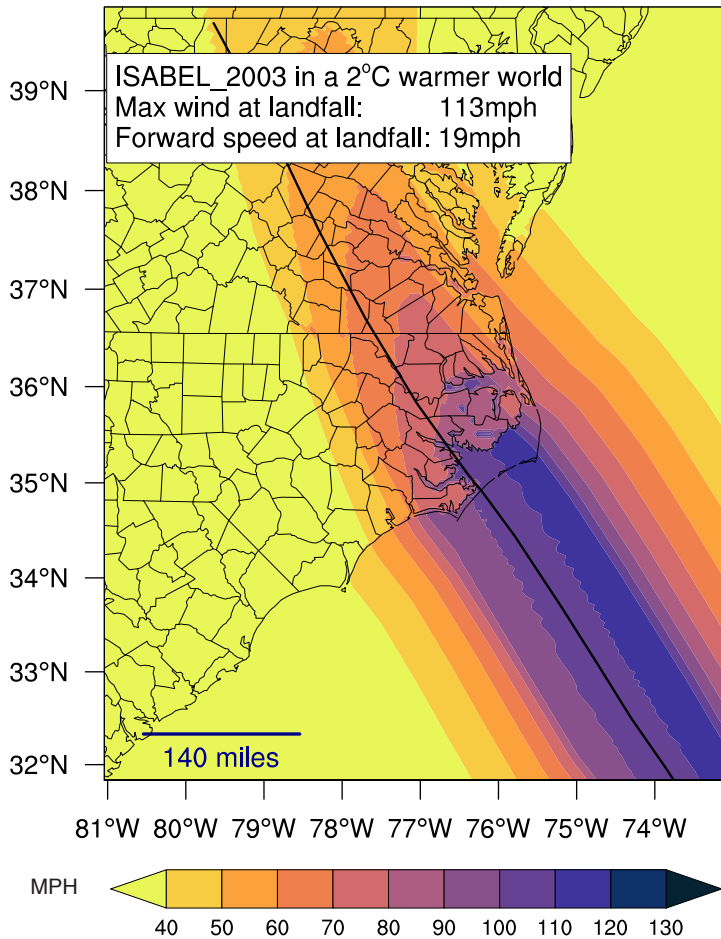 ISABEL_2003 in a 2°C warmer world
Max wind at landfall: 113mph
Forward speed at landfall: 19mph
39°N
38°N
37°N
36°N
35°N
34°N
33°N
32°N
140 miles
81°W 80°W 79°W 78°W 77°W 76°W 75°W 74°W
MPH
40 50 60 70 80 90 100 110 120 130